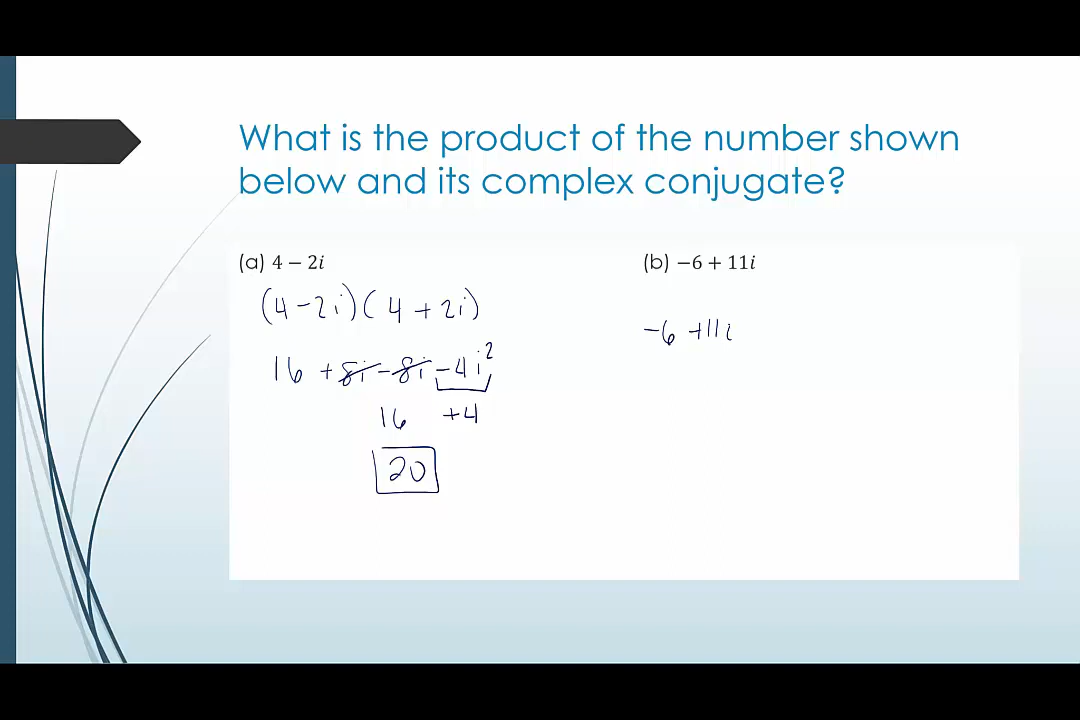 What is the product of the number shown
below and its complex conjugate?
(a) 4 − 2i
(4 -2i)(4 + 2i)
16 + 8i - 8i - 4i²
16 +4
20
(b) −6 + 11i
-6 +11i